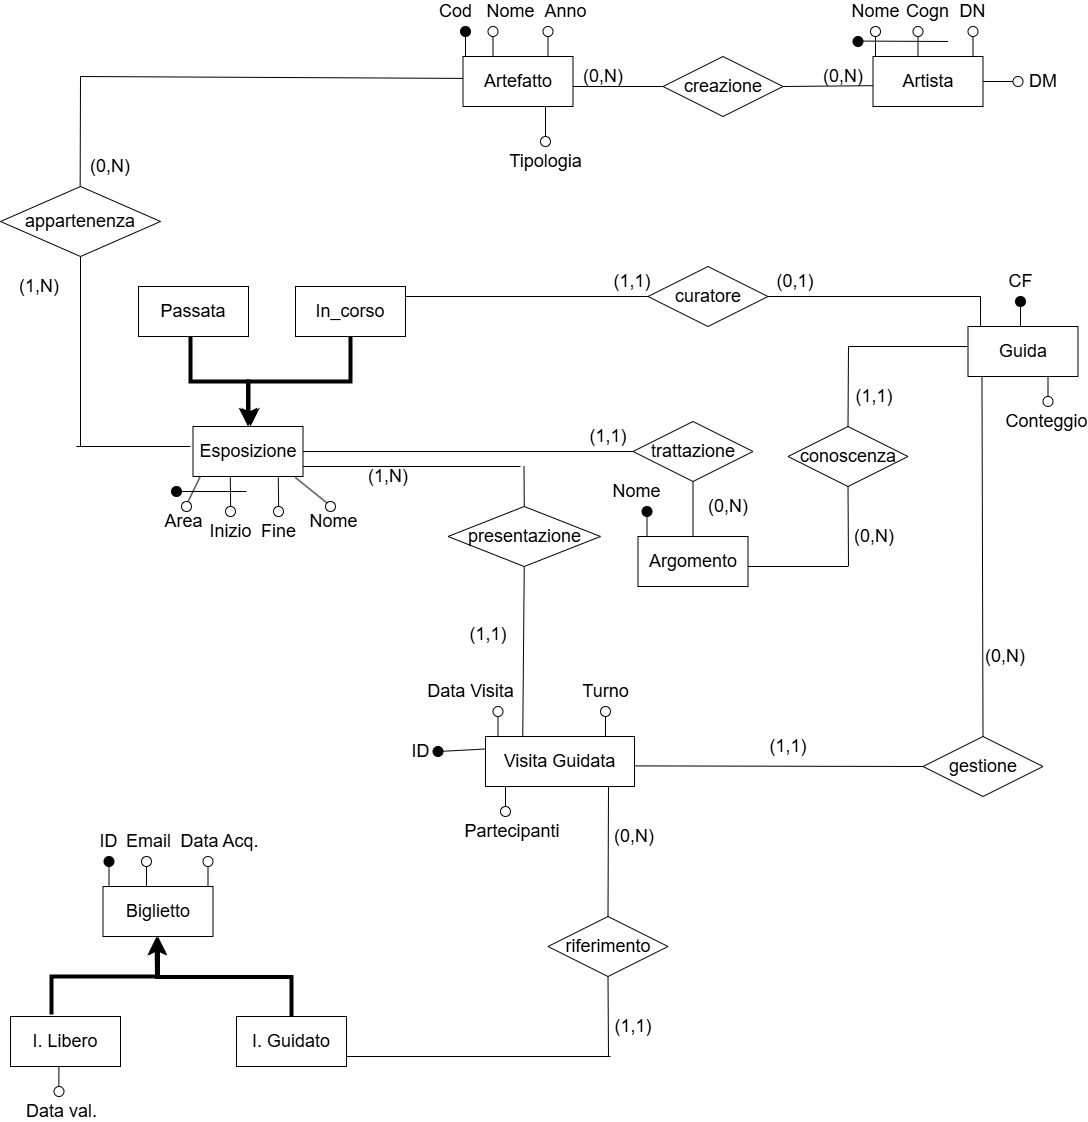 Cod Nome Anno
Nome Cogn DN
Artefatto
(0,N)
creazione
(0,N)
Artista
DM
Tipologia
(0,N)
appartenenza
(1,N)
Passata
In_corso
(1,1)
curatore
(0,1)
CF
Guida
Conteggio
(1,1)
conoscenza
(0,N)
Esposizione
(1,1)
trattazione
(0,N)
(1,N)
Area
Inizio
Fine
Nome
Nome
Argomento
presentazione
(1,1)
(0,N)
Data Visita
Turno
ID
Visita Guidata
(1,1)
gestione
Partecipanti
(0,N)
ID Email Data Acq.
Biglietto
riferimento
(1,1)
I. Libero
I. Guidato
Data val.